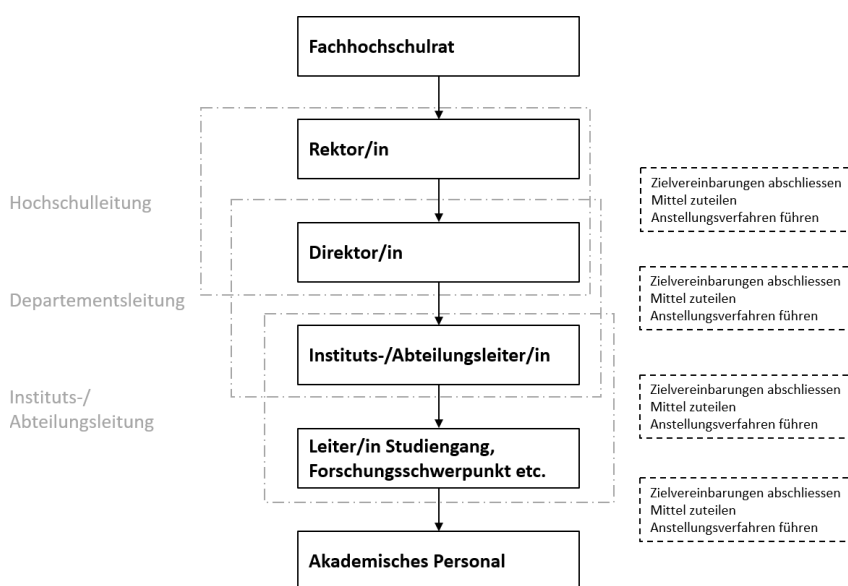 Fachhochschulrat
Rektor/in
Hochschulleitung
Zielvereinbarungen abschliessen
Mittel zuteilen
Anstellungsverfahren führen
Direktor/in
Departementsleitung
Zielvereinbarungen abschliessen
Mittel zuteilen
Anstellungsverfahren führen
Instituts-/Abteilungsleiter/in
Instituts-/
Abteilungsleitung
Zielvereinbarungen abschliessen
Mittel zuteilen
Anstellungsverfahren führen
Leiter/in Studiengang,
Forschungsschwerpunkt etc.
Zielvereinbarungen abschliessen
Mittel zuteilen
Anstellungsverfahren führen
Akademisches Personal